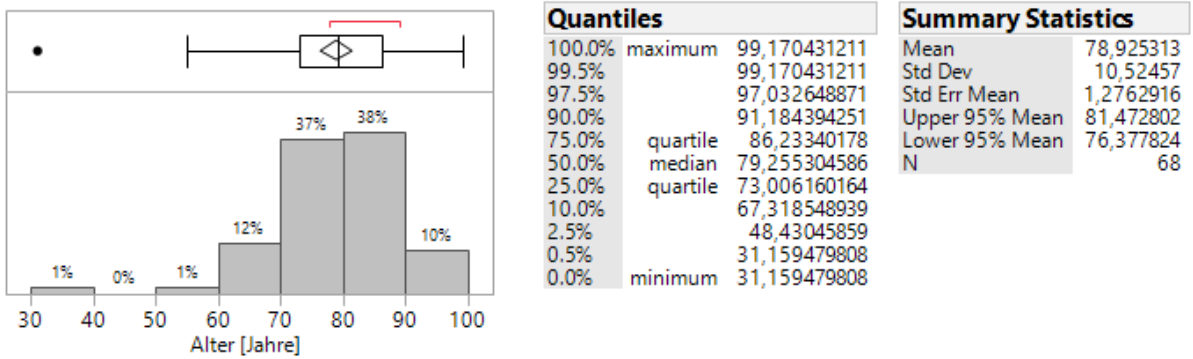 37% 38%
12% 10%
1% 0% 1%
30 40 50 60 70 80 90 100
Alter [Jahre]
Quantiles
100.0% maximum 99,170431211
99.5% 99,170431211
97.5% 97,032648871
90.0% 91,184394251
75.0% quartile 86,23340178
50.0% median 79,255304586
25.0% quartile 73,006160164
10.0% 67,318548939
2.5% 48,43045859
0.5% 31,159479808
0.0% minimum 31,159479808
Summary Statistics
Mean 78,925313
Std Dev 10,52457
Std Err Mean 1,2762916
Upper 95% Mean 81,472802
Lower 95% Mean 76,377824
N 68